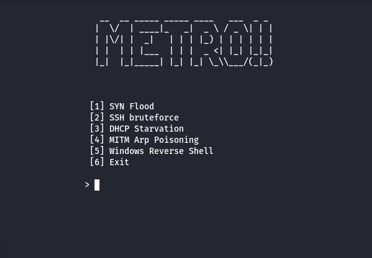 METRO!!
[1] SYN Flood
[2] SSH bruteforce
[3] DHCP Starvation
[4] MITM Arp Poisoning
[5] Windows Reverse Shell
[6] Exit
>